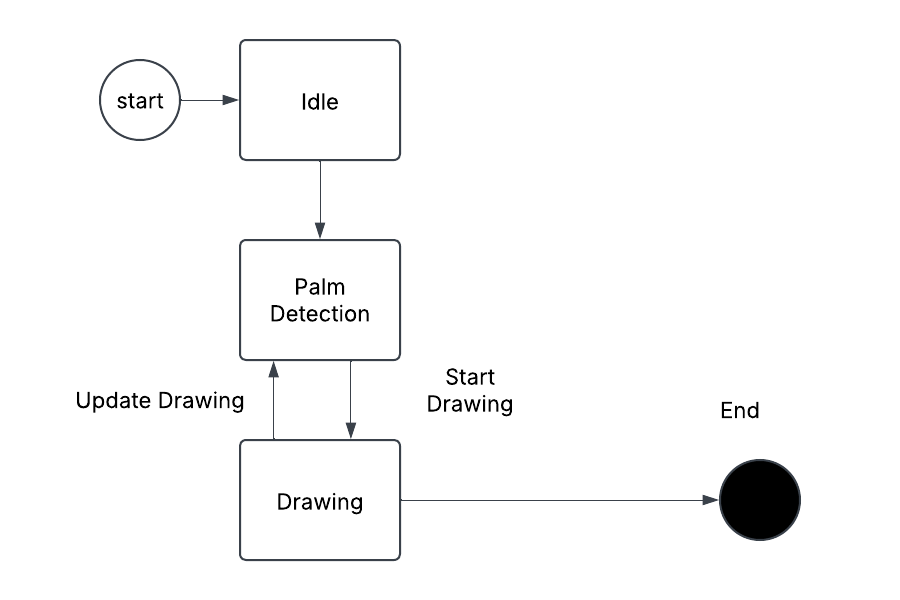 start
Idle
Palm
Detection
Update Drawing
Start
Drawing
End
Drawing